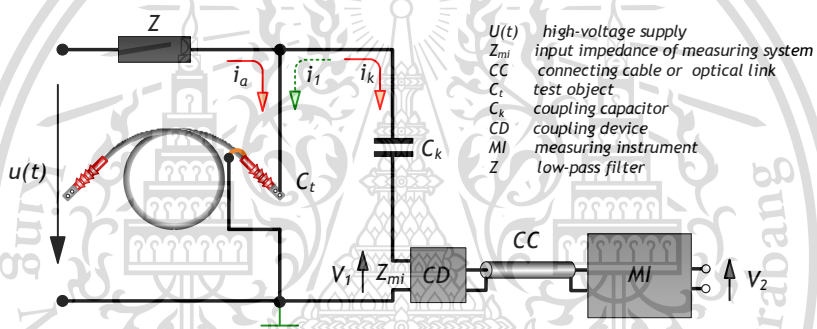 Z
U(t) high-voltage supply
Zmi input impedance of measuring system
CC connecting cable or optical link
Ct test object
Ck coupling capacitor
CD coupling device
MI measuring instrument
Z low-pass filter
ia
i1
ik
u(t)
Ct
Ck
V1
Zmi
CD
CC
MI
V2
rabang